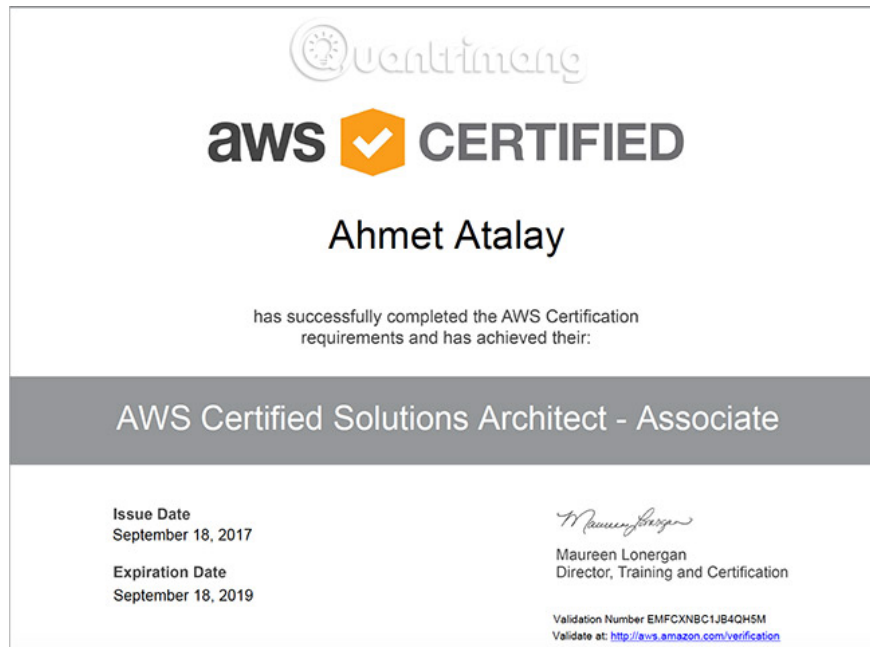 Quantrimang
aws CERTIFIED
Ahmet Atalay
has successfully completed the AWS Certification
requirements and has achieved their:
AWS Certified Solutions Architect - Associate
Issue Date
September 18, 2017
Expiration Date
September 18, 2019
Maureen Lonergan
Maureen Lonergan
Director, Training and Certification
Validation Number EMFCXNBC1JB4QH5M
Validate at: http://aws.amazon.com/verification